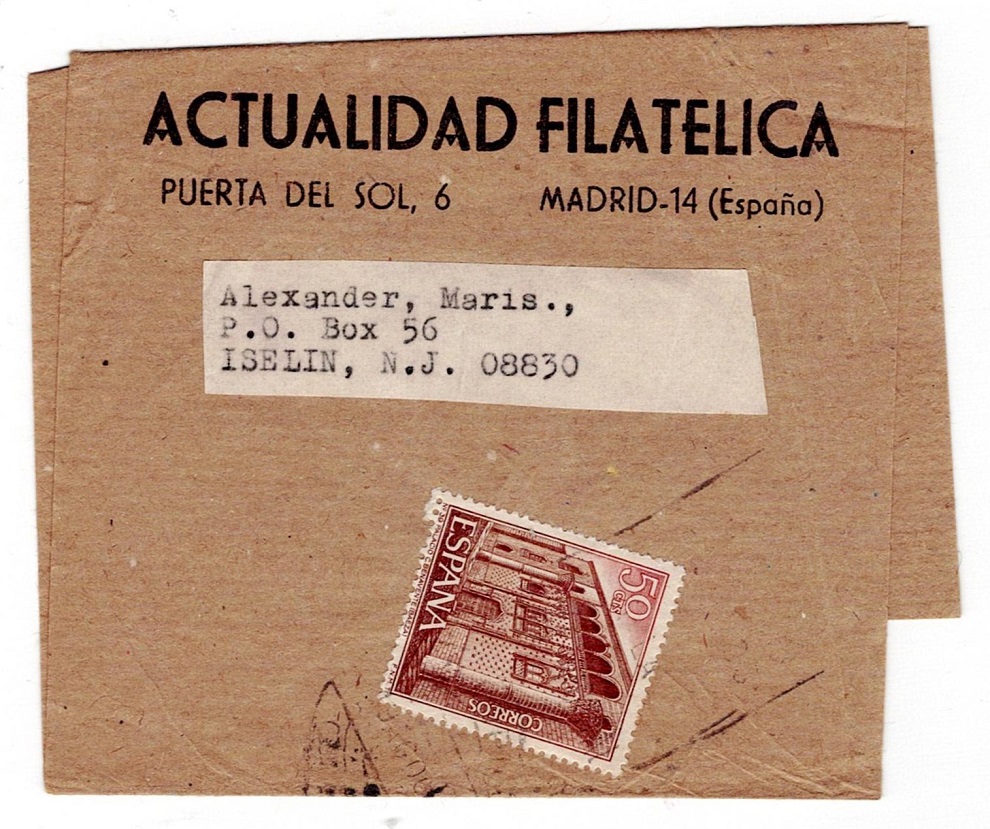 ACTUALIDAD FILATELICA
PUERTA DEL SOL, 6 MADRID-14 (España)
Alexander, Maris.,
P.O. Box 56
ISELIN, N.J. 08830
50
CTS
ESPAÑA
CORREOS